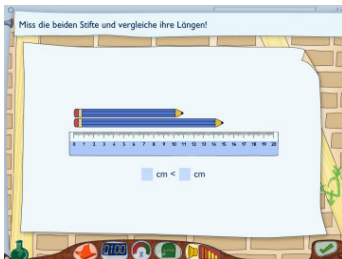 Miss die beiden Stifte und vergleiche ihre Längen!
0 1 2 3 4 5 6 7 8 9 10 11 12 13 14 15 16 17 18 19 20
cm < cm